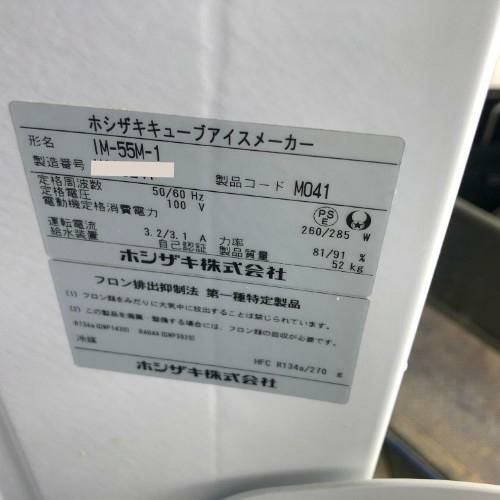 ホシザキキューブアイスメーカー
形名 IM-55M-1
製造番号
製品コード M041
定格周波数 50/60 Hz
定格電圧 100 V
電動機定格消費電力 260/285 W
PS E
運転電流 3.2/3.1 A 力率 81/91 %
給水装置 自己認証 製品質量 52 kg
ホシザキ株式会社
フロン排出抑制法 第一種特定製品
(1) フロン類をみだりに大気中に放出することは禁じられています。
(2) この製品を廃棄、整備する場合には、フロン類の回収が必要です。
R134a(GWP1430) R404A(GWP3920)
冷媒 HFC R134a/270 g
ホシザキ株式会社